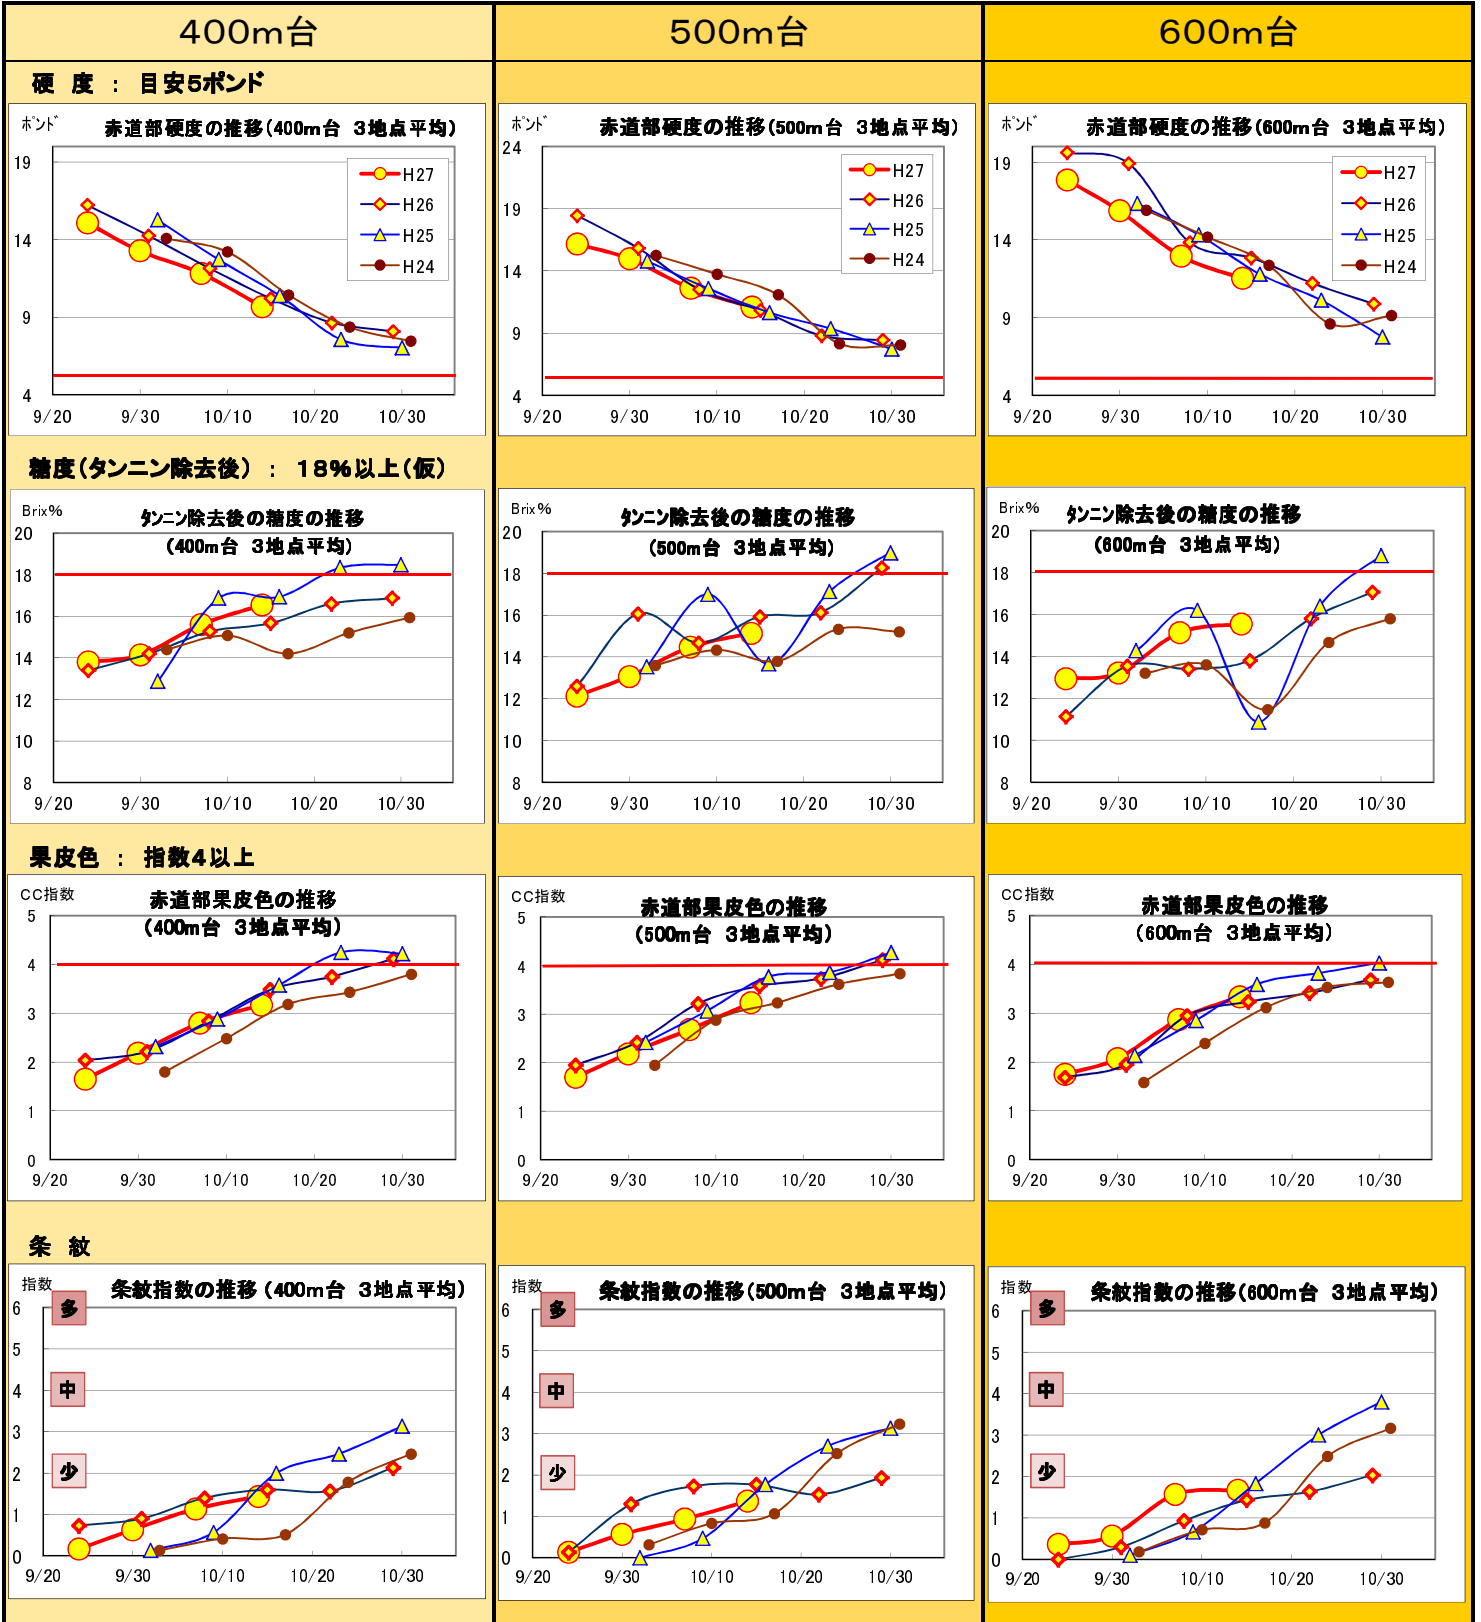 400m台
500m台
600m台
硬 度 : 目安5ポンド
ポンド
赤道部硬度の推移(400m台 3地点平均)
19
14
9
4
H27
H26
H25
H24
9/20 9/30 10/10 10/20 10/30
ポンド
赤道部硬度の推移(500m台 3地点平均)
24
19
14
9
4
H27
H26
H25
H24
9/20 9/30 10/10 10/20 10/30
ポンド
赤道部硬度の推移(600m台 3地点平均)
19
14
9
4
H27
H26
H25
H24
9/20 9/30 10/10 10/20 10/30
糖度(タンニン除去後) : 18%以上(仮)
Brix%
タンニン除去後の糖度の推移
(400m台 3地点平均)
20
18
16
14
12
10
8
9/20 9/30 10/10 10/20 10/30
Brix%
タンニン除去後の糖度の推移
(500m台 3地点平均)
20
18
16
14
12
10
8
9/20 9/30 10/10 10/20 10/30
Brix%
タンニン除去後の糖度の推移
(600m台 3地点平均)
20
18
16
14
12
10
8
9/20 9/30 10/10 10/20 10/30
果皮色 : 指数4以上
CC指数
赤道部果皮色の推移
(400m台 3地点平均)
5
4
3
2
1
0
9/20 9/30 10/10 10/20 10/30
CC指数
赤道部果皮色の推移
(500m台 3地点平均)
5
4
3
2
1
0
9/20 9/30 10/10 10/20 10/30
CC指数
赤道部果皮色の推移
(600m台 3地点平均)
5
4
3
2
1
0
9/20 9/30 10/10 10/20 10/30
条 紋
指数
条紋指数の推移(400m台 3地点平均)
6
多
5
4
中
3
2
少
1
0
9/20 9/30 10/10 10/20 10/30
指数
条紋指数の推移(500m台 3地点平均)
6
多
5
4
中
3
2
少
1
0
9/20 9/30 10/10 10/20 10/30
指数
条紋指数の推移(600m台 3地点平均)
6
多
5
4
中
3
2
少
1
0
9/20 9/30 10/10 10/20 10/30